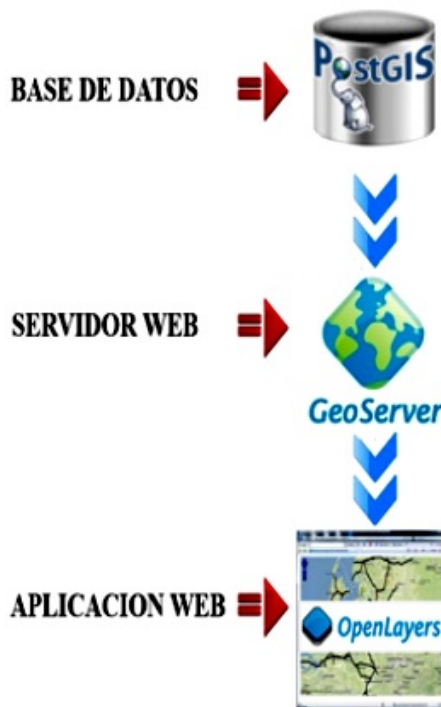 BASE DE DATOS
PostGIS
SERVIDOR WEB
GeoServer
APLICACION WEB
OpenLayers